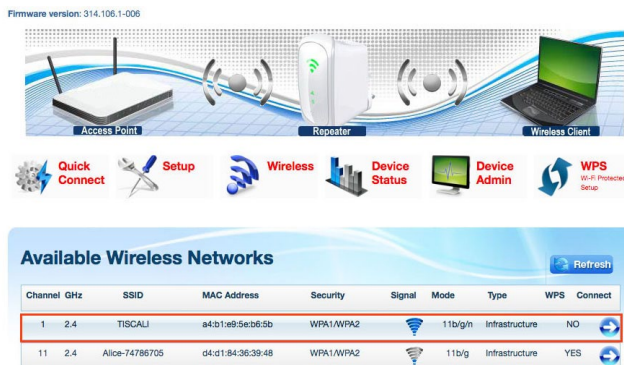 Firmware version: 314.106.1-006
Access Point Repeater Wireless Client
Quick Connect Setup Wireless Device Status Device Admin WPS Wi-Fi Protected Setup
Available Wireless Networks Refresh
Channel GHz SSID MAC Address Security Signal Mode Type WPS Connect
1 2.4 TISCALI a4:b1:e9:5e:b6:5b WPA1/WPA2 11b/g/n Infrastructure NO
11 2.4 Alice-74786705 d4:d1:84:36:39:48 WPA1/WPA2 11b/g Infrastructure YES